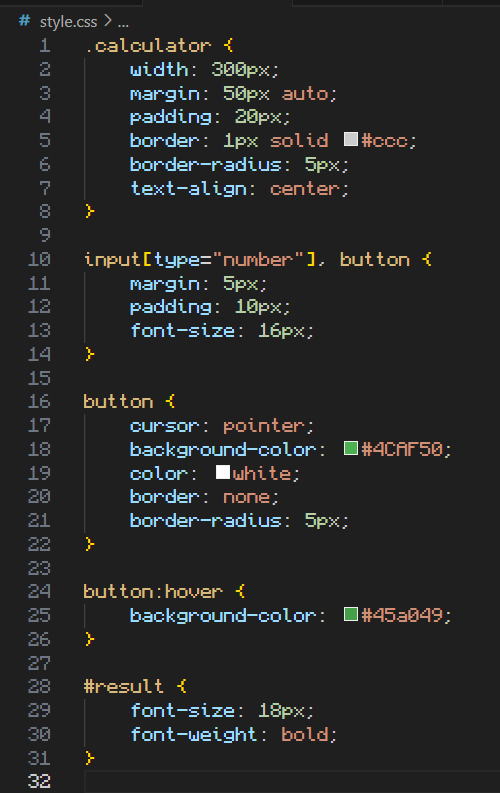 # style.css > ...
1 .calculator {
2     width: 300px;
3     margin: 50px auto;
4     padding: 20px;
5     border: 1px solid #ccc;
6     border-radius: 5px;
7     text-align: center;
8 }
9
10 input[type="number"], button {
11     margin: 5px;
12     padding: 10px;
13     font-size: 16px;
14 }
15
16 button {
17     cursor: pointer;
18     background-color: #4CAF50;
19     color: white;
20     border: none;
21     border-radius: 5px;
22 }
23
24 button:hover {
25     background-color: #45a049;
26 }
27
28 #result {
29     font-size: 18px;
30     font-weight: bold;
31 }
32